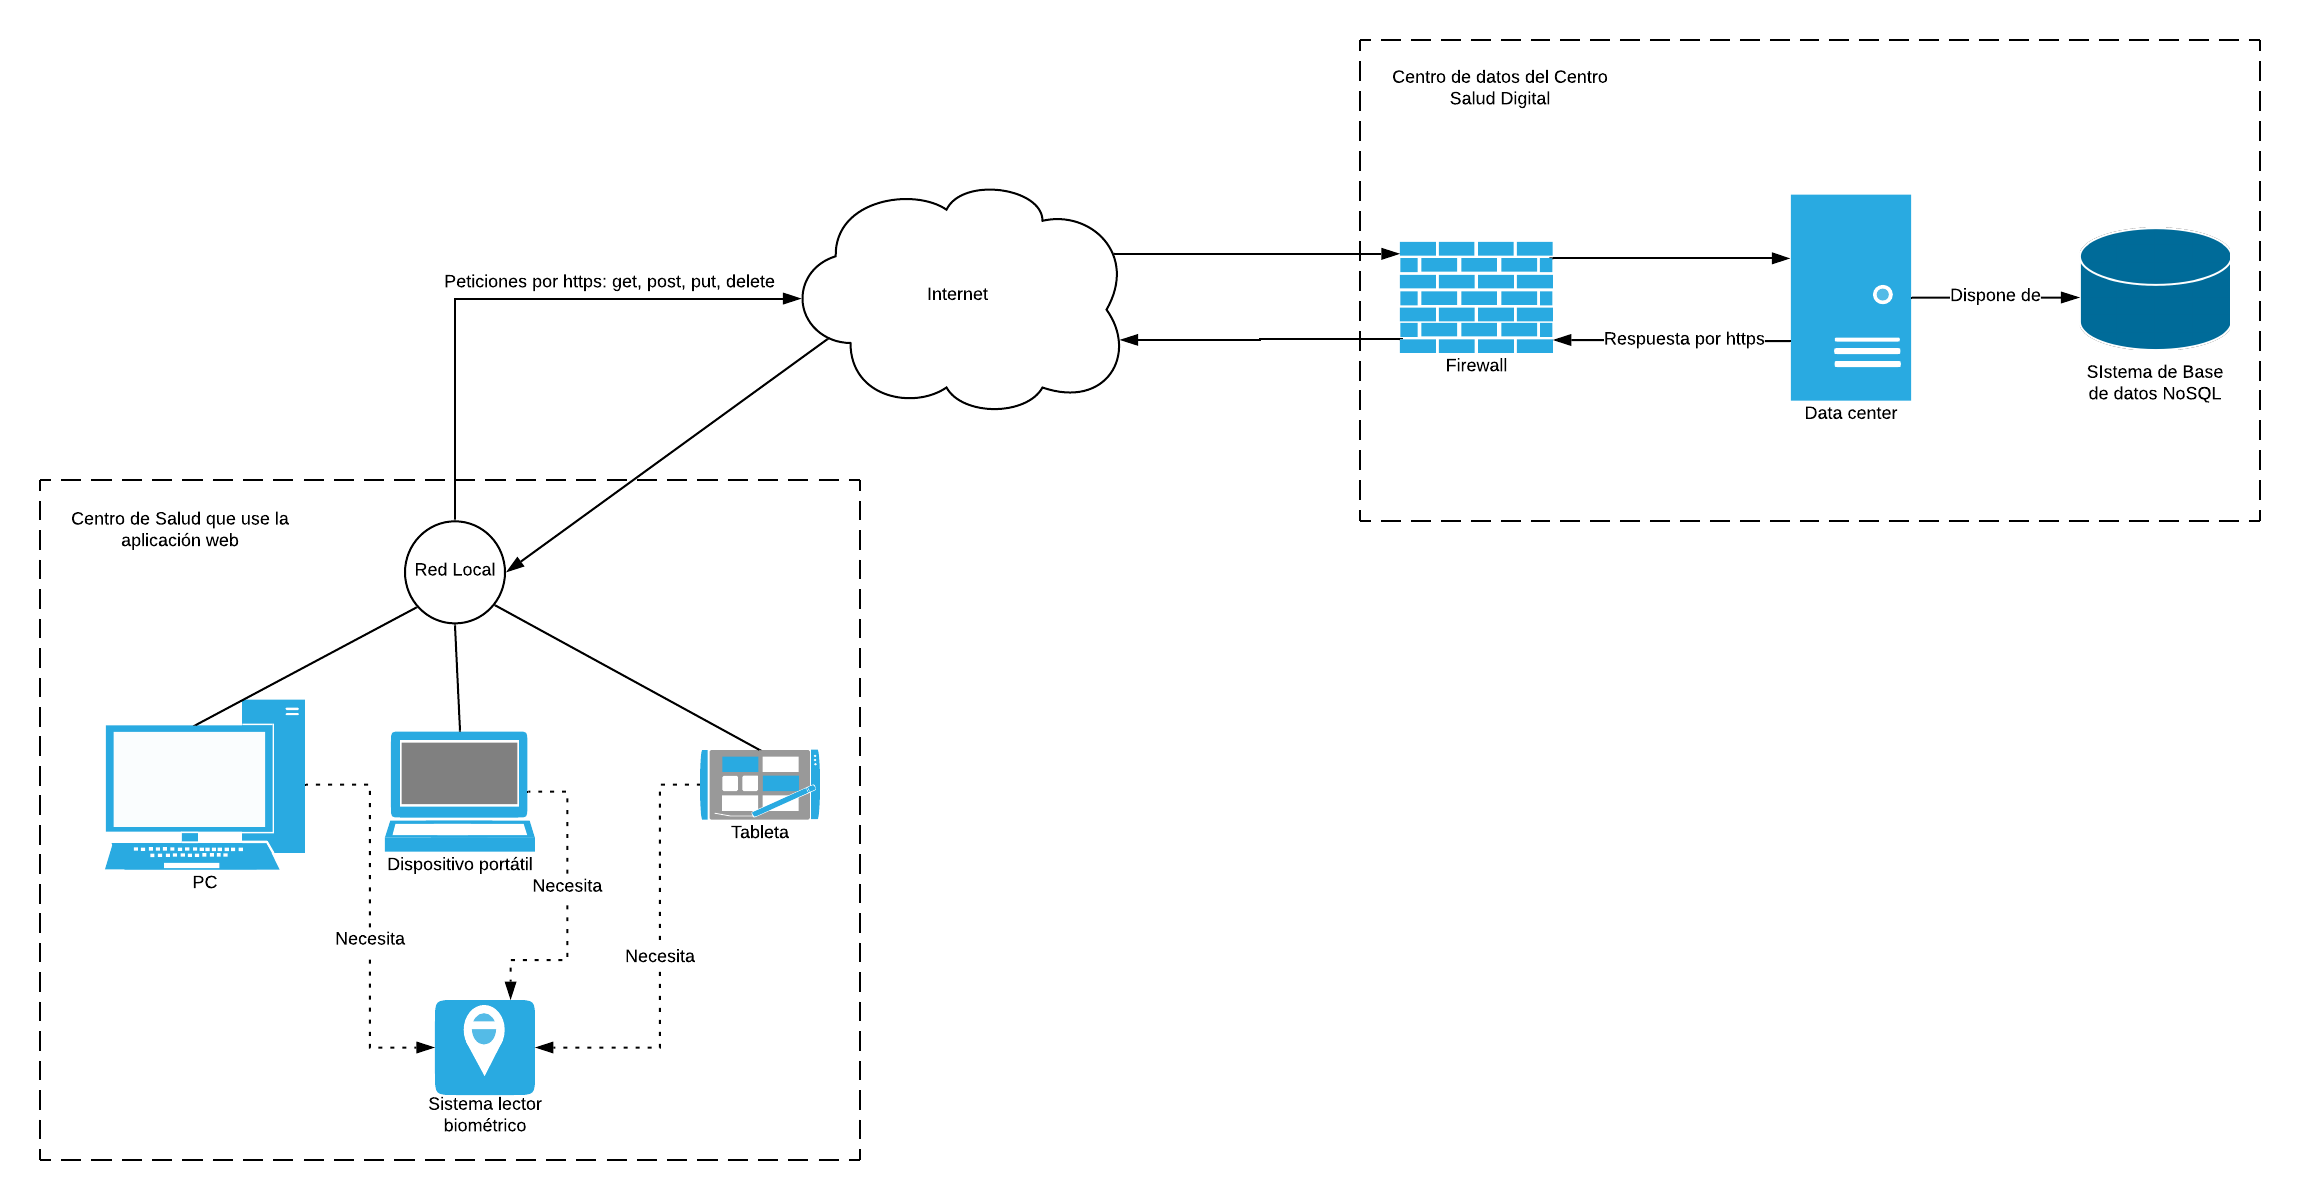 Centro de datos del Centro
Salud Digital
Peticiones por https: get, post, put, delete
Internet
Dispone de
Respuesta por https
Firewall
SIstema de Base
de datos NoSQL
Data center
Centro de Salud que use la
aplicación web
Red Local
Tableta
Dispositivo portátil
PC
Necesita
Necesita
Necesita
Sistema lector
biométrico